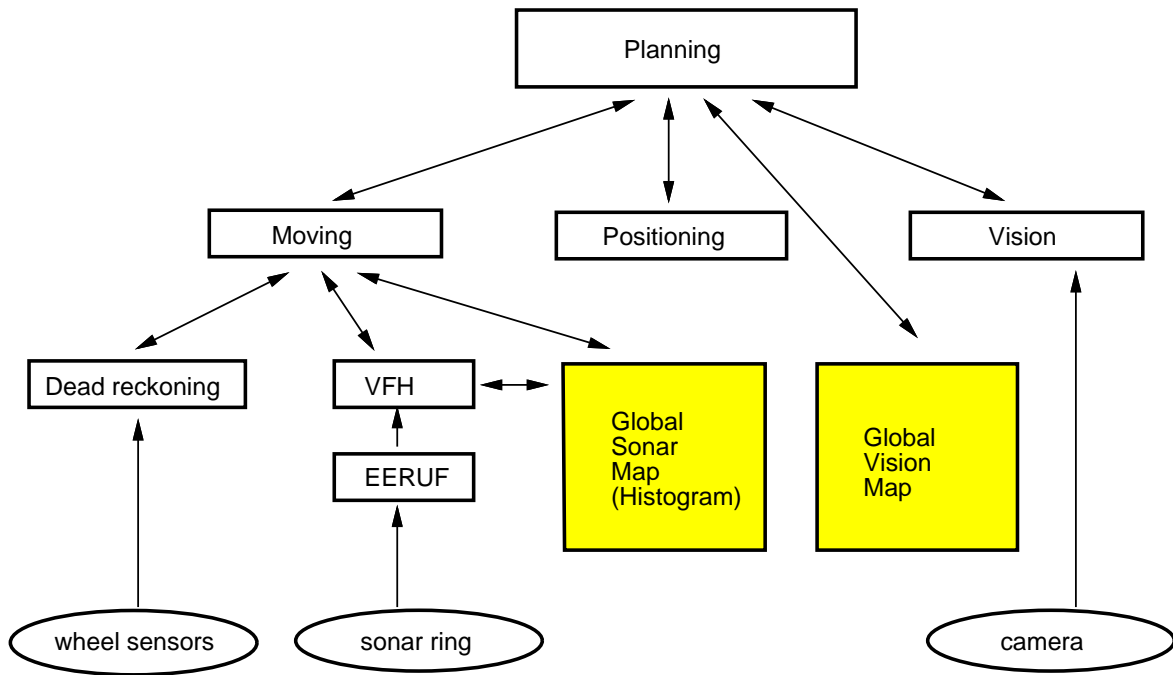 Planning
Moving
Positioning
Vision
Dead reckoning
VFH
EERUF
Global
Sonar
Map
(Histogram)
Global
Vision
Map
wheel sensors
sonar ring
camera